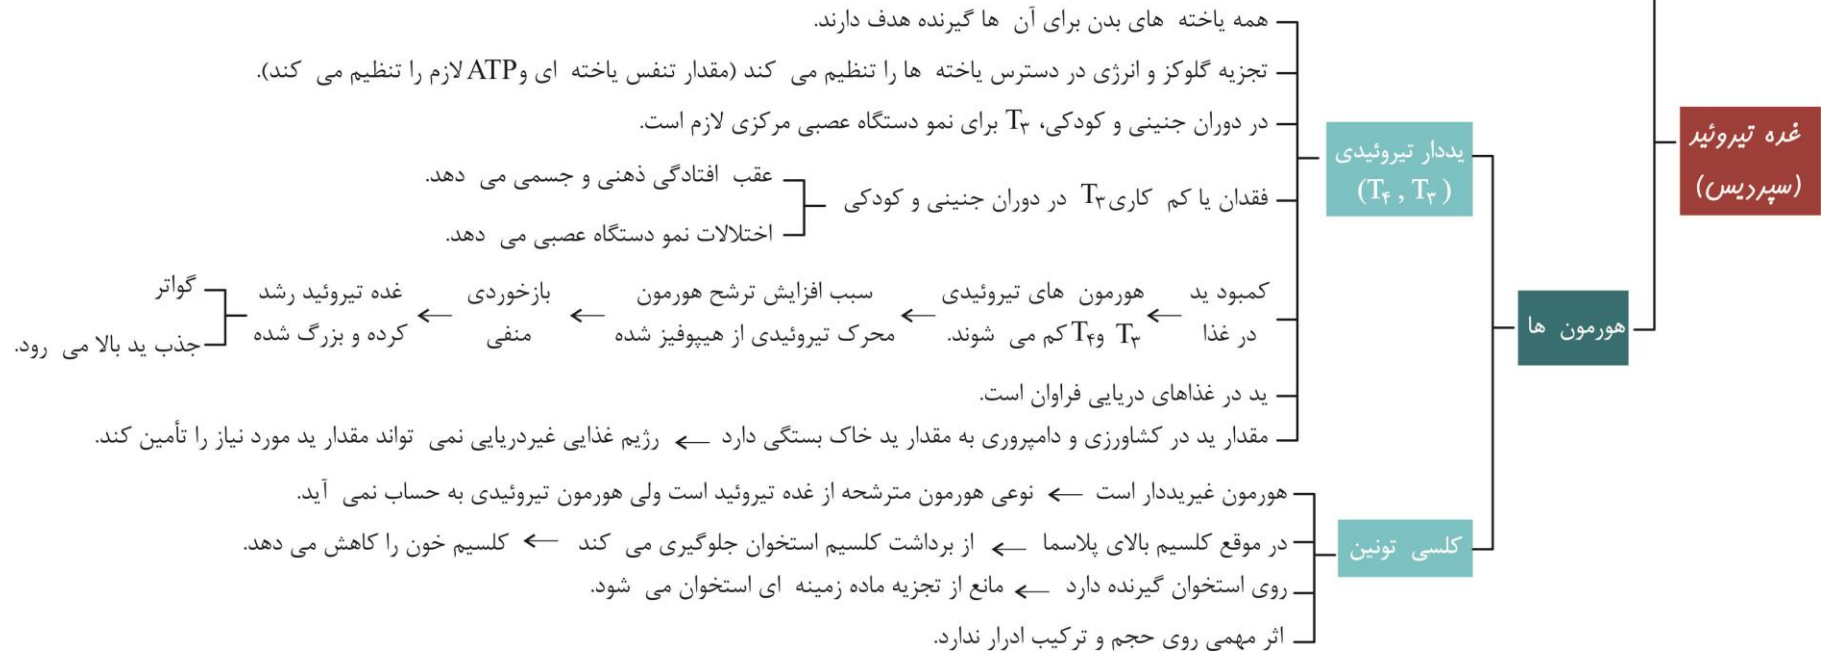 غده تیروئید
(سپردیس)
هورمون ها
یددار تیروئیدی
(T۴ , T۳)
همه یاخته های بدن برای آن ها گیرنده هدف دارند.
تجزیه گلوکز و انرژی در دسترس یاخته ها را تنظیم می کند (مقدار تنفس یاخته ای و ATP لازم را تنظیم می کند).
در دوران جنینی و کودکی، T۳ برای نمو دستگاه عصبی مرکزی لازم است.
فقدان یا کم کاری T۳ در دوران جنینی و کودکی
عقب افتادگی ذهنی و جسمی می دهد.
اختلالات نمو دستگاه عصبی می دهد.
کمبود ید
در غذا
←
هورمون های تیروئیدی
T۳ و T۴ کم می شوند.
←
سبب افزایش ترشح هورمون
محرک تیروئیدی از هیپوفیز شده
←
بازخوردی
منفی
←
غده تیروئید رشد
کرده و بزرگ شده
گواتر
جذب ید بالا می رود.
ید در غذاهای دریایی فراوان است.
مقدار ید در کشاورزی و دامپروری به مقدار ید خاک بستگی دارد ← رژیم غذایی غیردریایی نمی تواند مقدار ید مورد نیاز را تأمین کند.
کلسی تونین
هورمون غیریددار است ← نوعی هورمون مترشحه از غده تیروئید است ولی هورمون تیروئیدی به حساب نمی آید.
در موقع کلسیم بالای پلاسما ← از برداشت کلسیم استخوان جلوگیری می کند ← کلسیم خون را کاهش می دهد.
روی استخوان گیرنده دارد ← مانع از تجزیه ماده زمینه ای استخوان می شود.
اثر مهمی روی حجم و ترکیب ادرار ندارد.